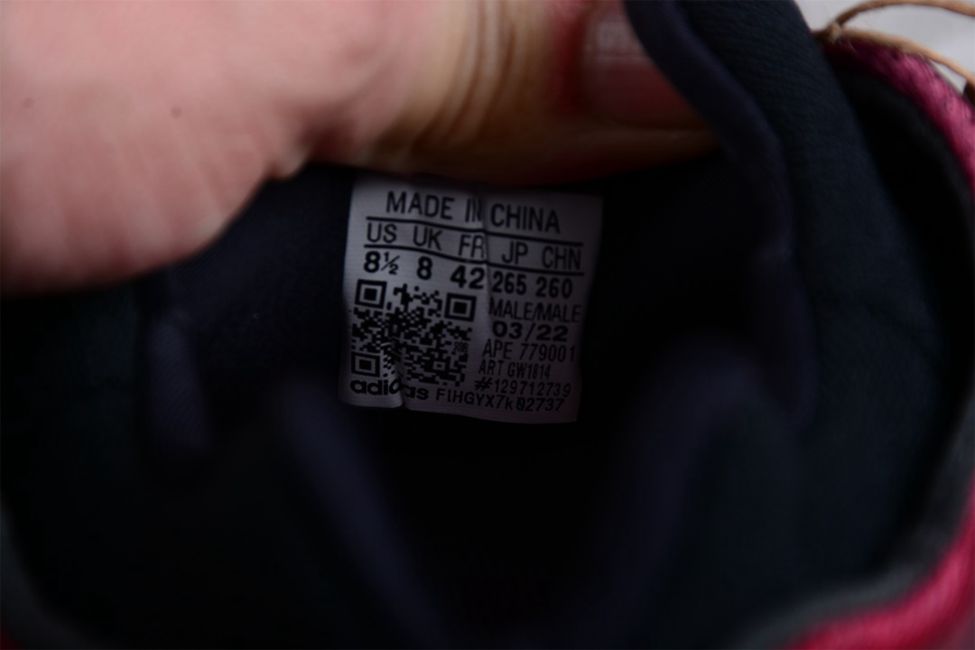 MADE IN CHINA
US UK FR JP CHN
8½ 8 42 265 260
MALE/MALE
03/22
APE 779001
ART GW1814
#129712739
adidas FIHGYX7k02737